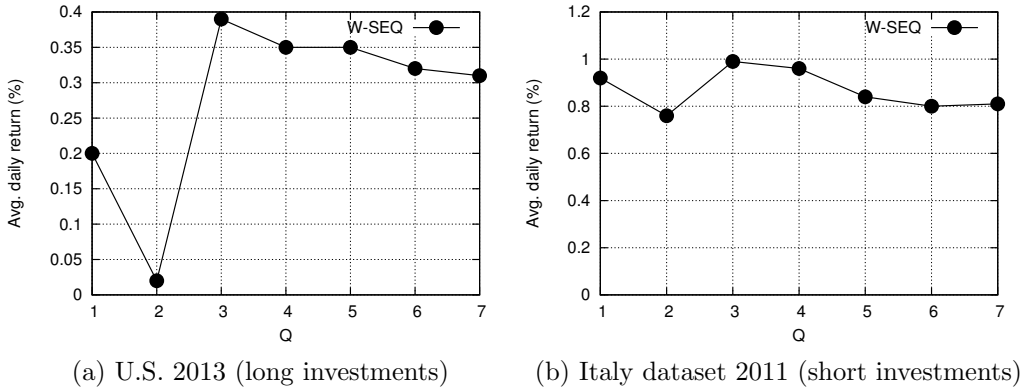 W-SEQ
0.4
0.35
0.3
0.25
0.2
0.15
0.1
0.05
0
Avg. daily return (%)
1 2 3 4 5 6 7
Q
(a) U.S. 2013 (long investments)
W-SEQ
1.2
1
0.8
0.6
0.4
0.2
0
Avg. daily return (%)
1 2 3 4 5 6 7
Q
(b) Italy dataset 2011 (short investments)